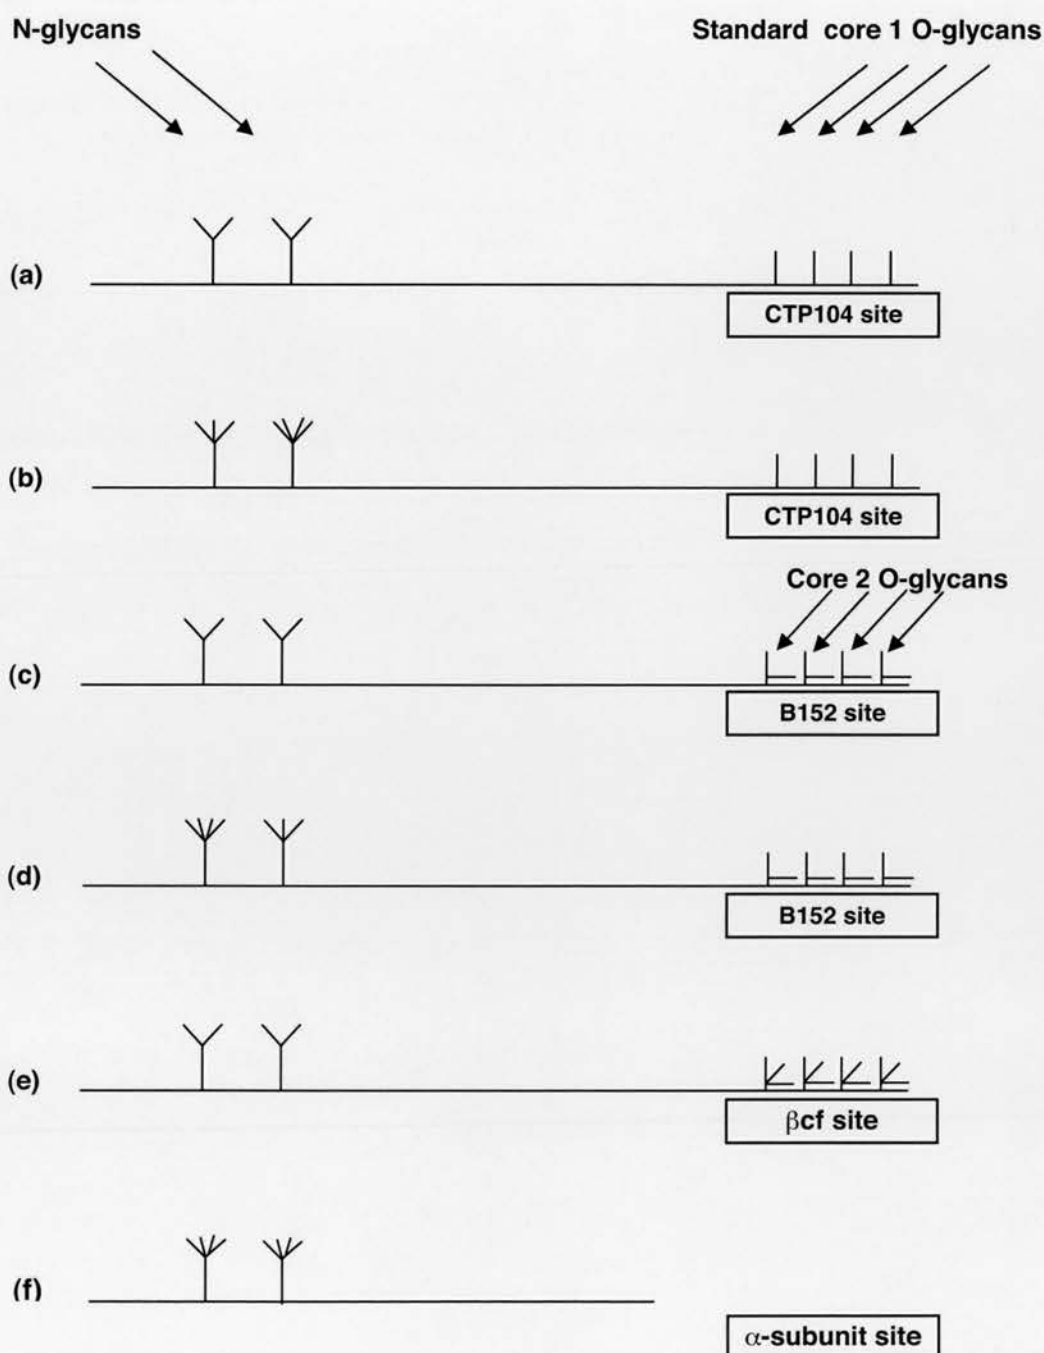 N-glycans
Standard core 1 O-glycans
(a)
CTP104 site
(b)
CTP104 site
Core 2 O-glycans
(c)
B152 site
(d)
B152 site
(e)
βcf site
(f)
α-subunit site